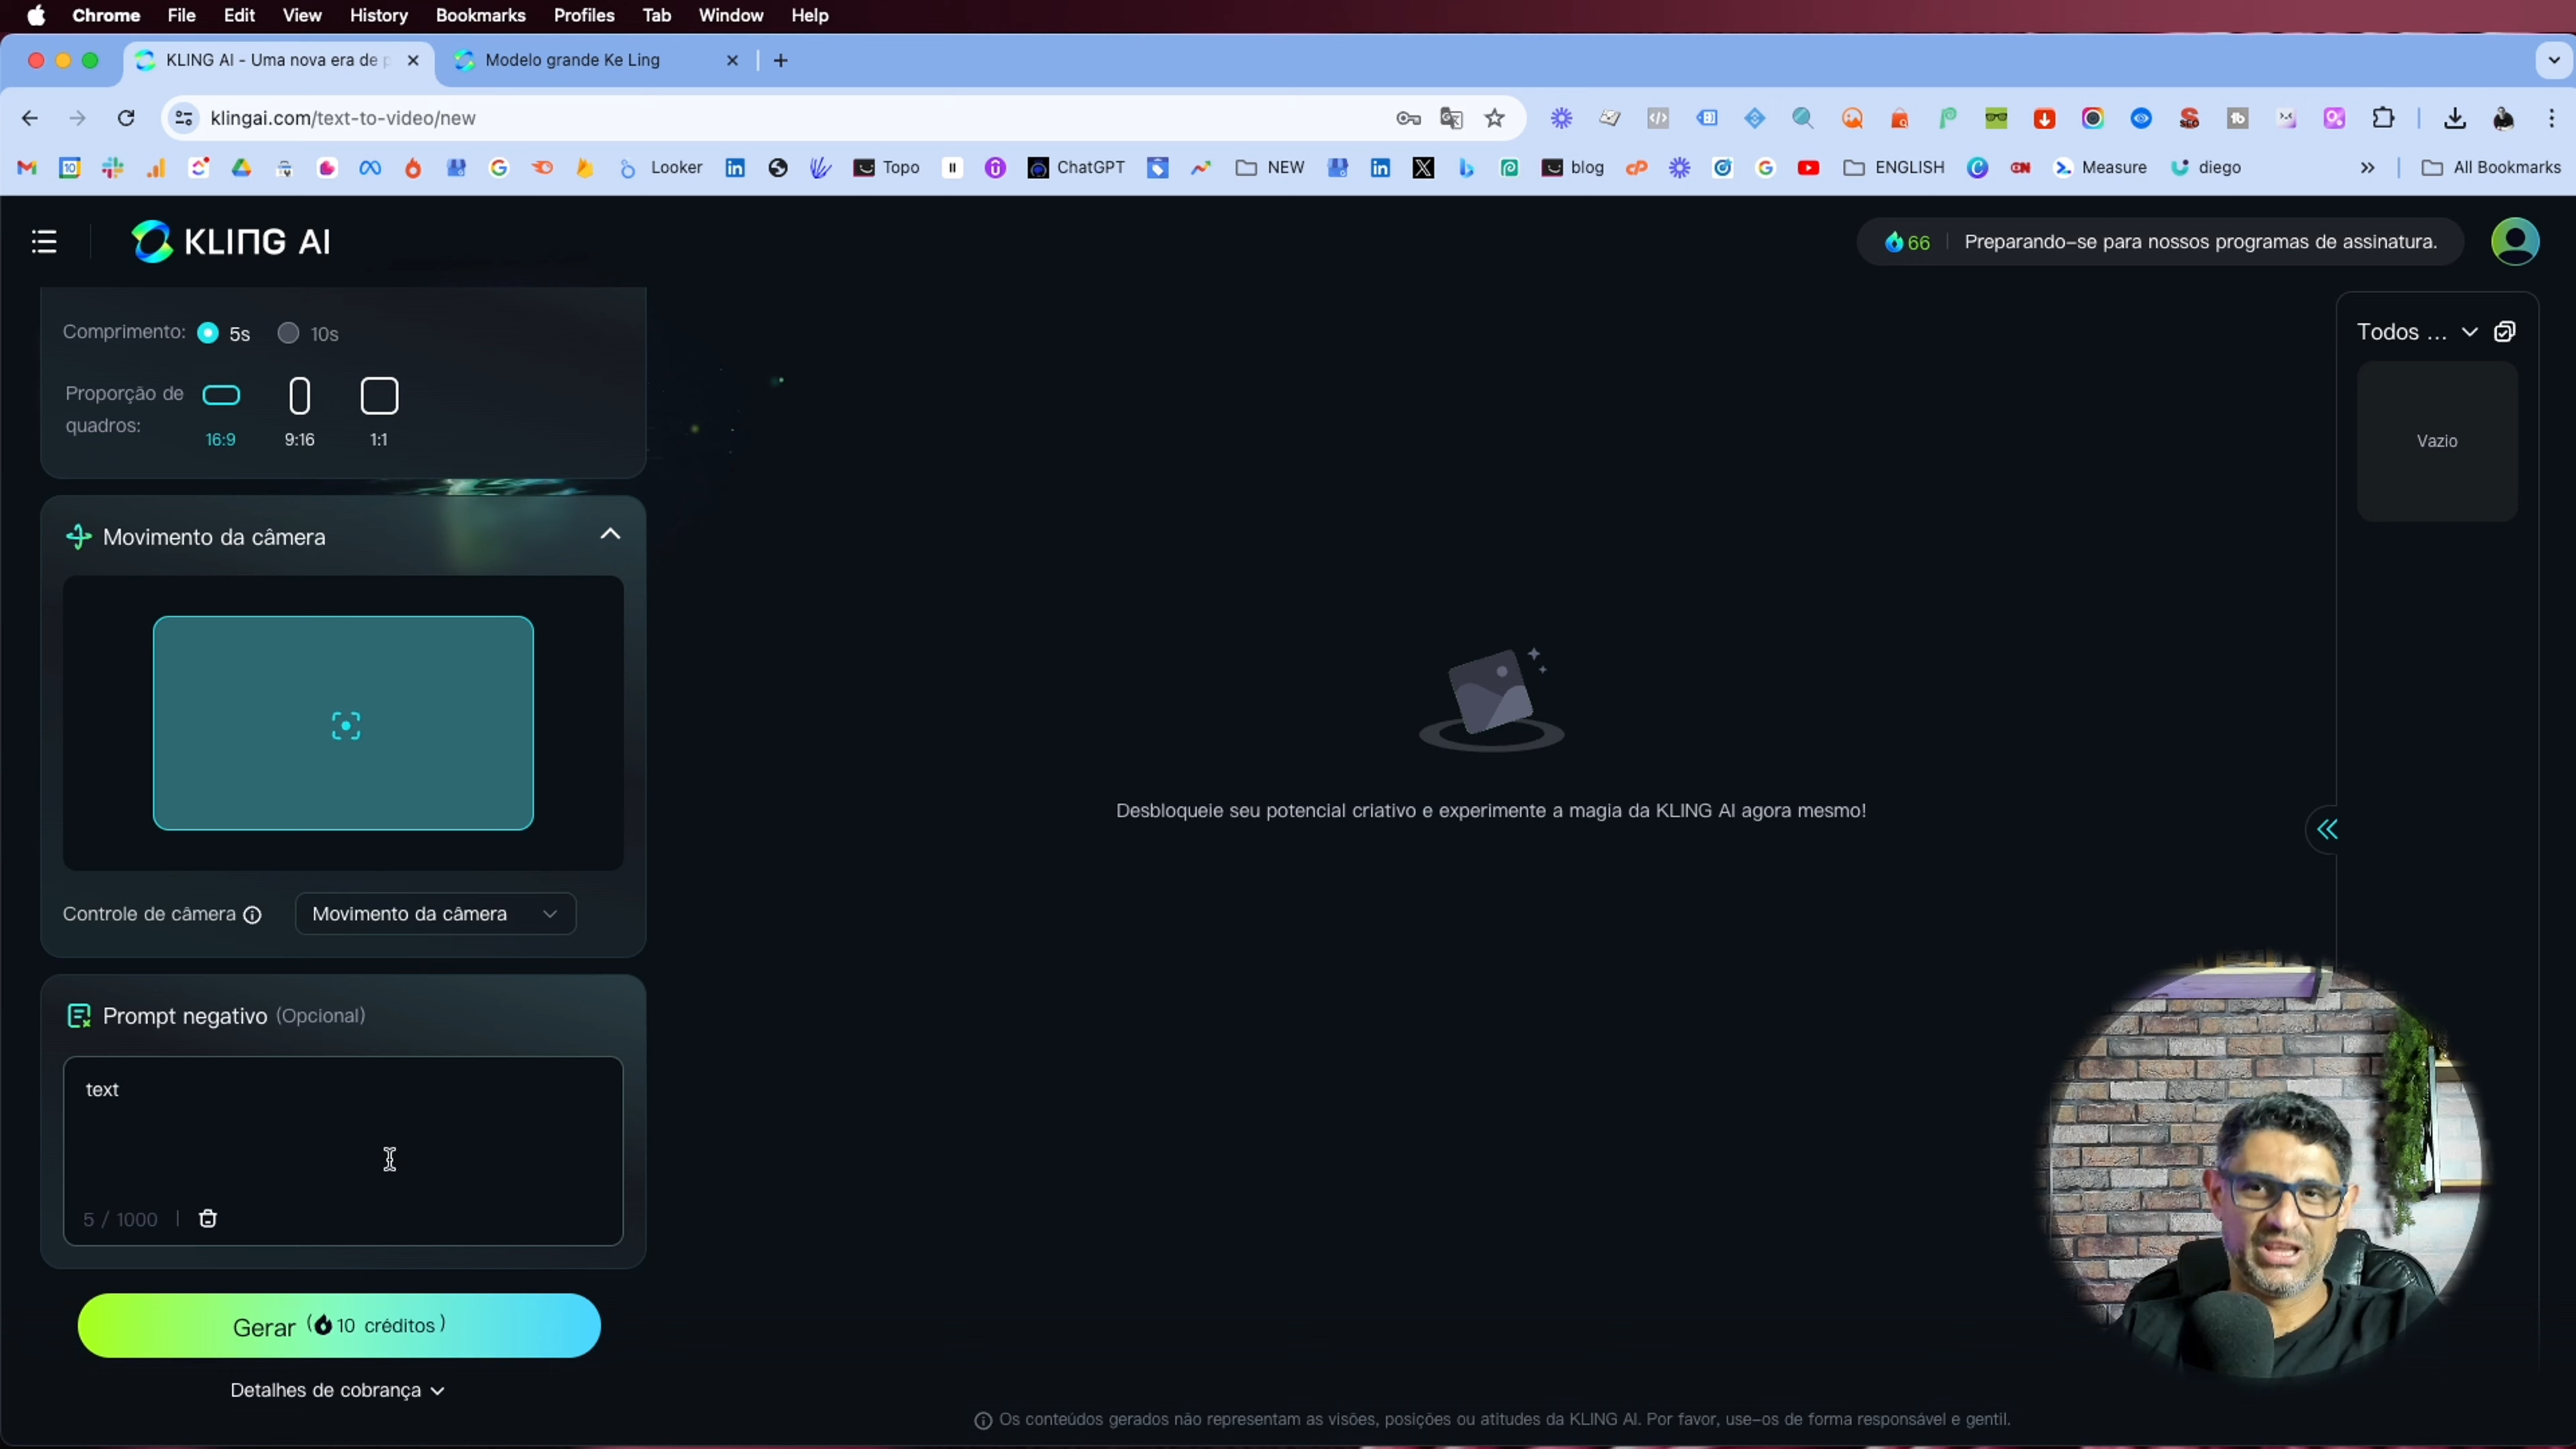 Chrome File Edit View History Bookmarks Profiles Tab Window Help
KLING AI - Uma nova era de p
Modelo grande Ke Ling
klingai.com/text-to-video/new
Looker
Topo
ChatGPT
NEW
blog
ENGLISH
Measure
diego
All Bookmarks
KLING AI
66
Preparando-se para nossos programas de assinatura.
Comprimento: 5s 10s
Proporção de
quadros:
16:9 9:16 1:1
Todos ...
Vazio
Movimento da câmera
Desbloqueie seu potencial criativo e experimente a magia da KLING AI agora mesmo!
Controle de câmera
Movimento da câmera
Prompt negativo (Opcional)
text
5 / 1000
Gerar (10 créditos)
Detalhes de cobrança
Os conteúdos gerados não representam as visões, posições ou atitudes da KLING AI. Por favor, use-os de forma responsável e gentil.